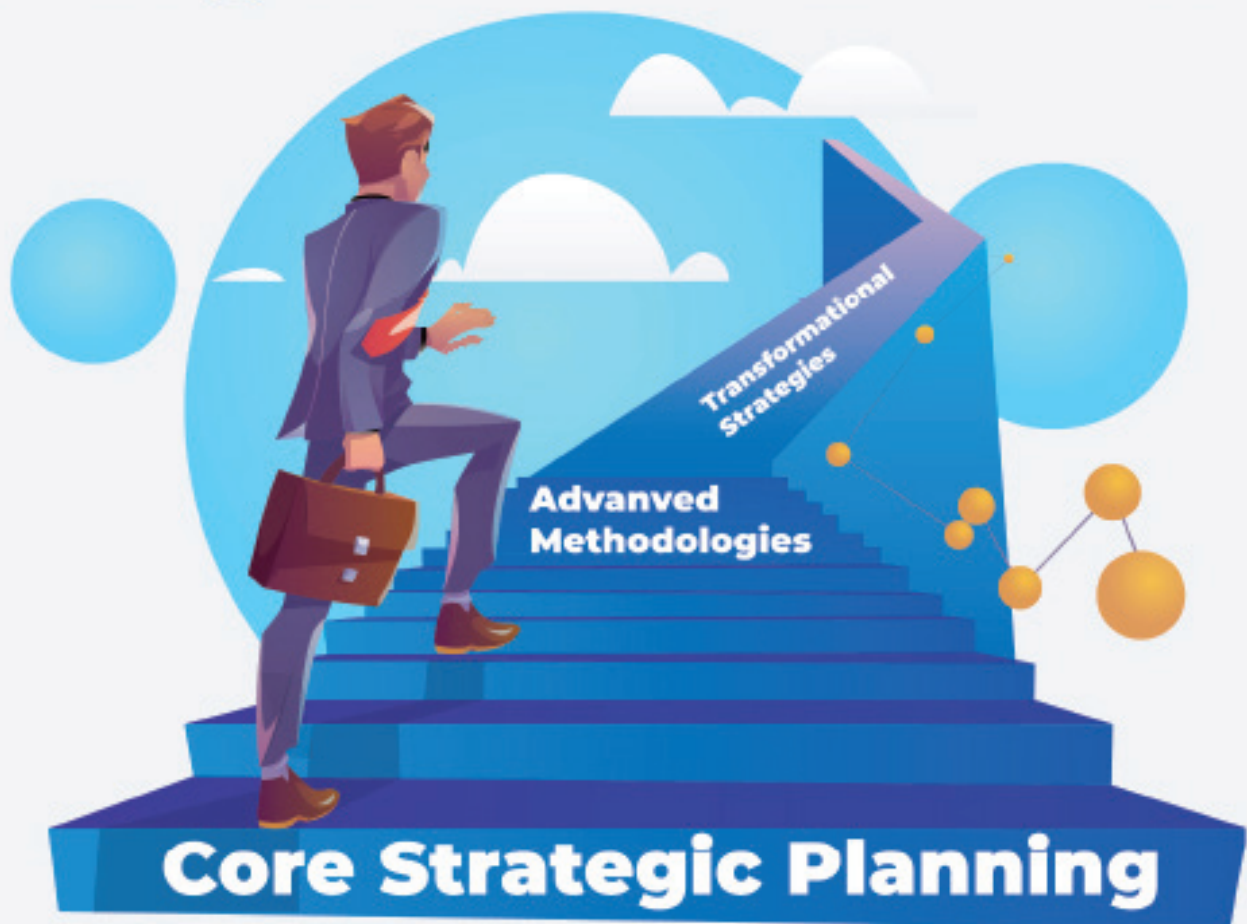 Transformational
Strategies
Advanved
Methodologies
Core Strategic Planning